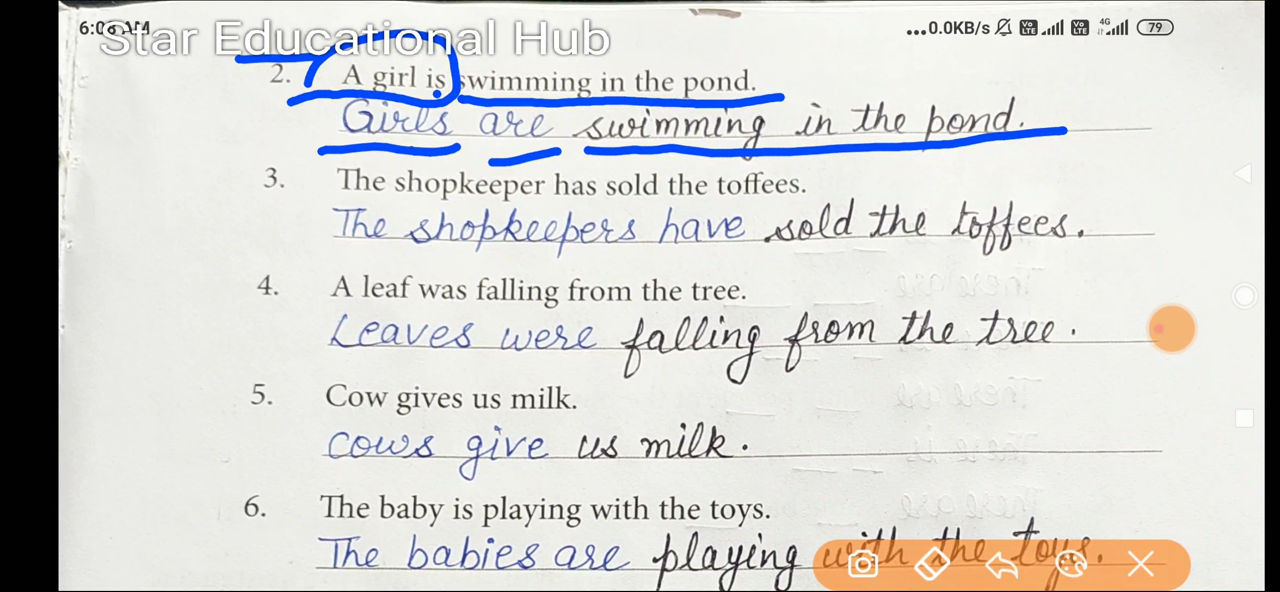 6:08 AM ...0.0KB/s 4G 79
Star Educational Hub
2. A girl is swimming in the pond.
Girls are swimming in the pond.
3. The shopkeeper has sold the toffees.
The shopkeepers have sold the toffees.
4. A leaf was falling from the tree.
Leaves were falling from the tree.
5. Cow gives us milk.
Cows give us milk.
6. The baby is playing with the toys.
The babies are playing with the toys.